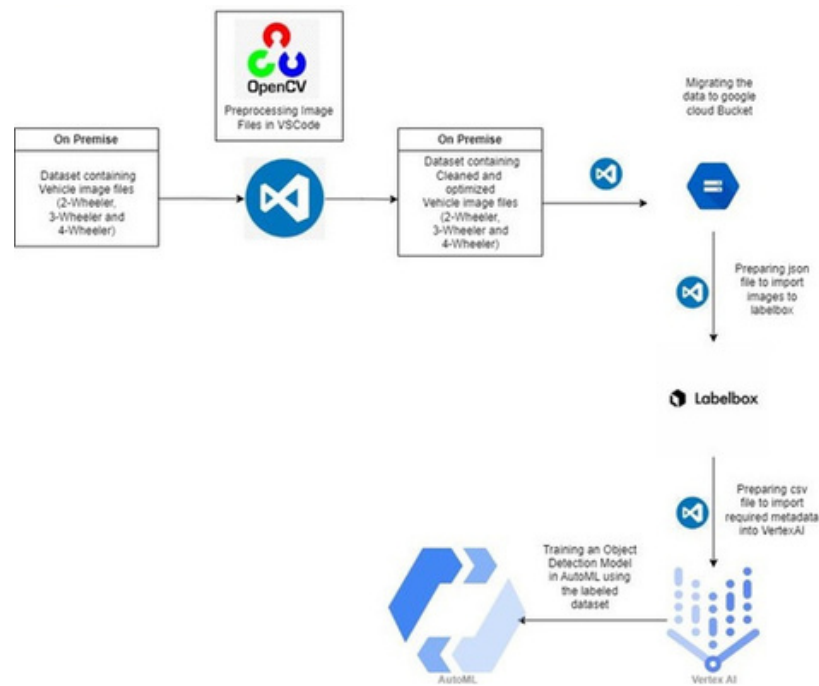 OpenCV
Preprocessing Image
Files in VSCode
On Premise
Dataset containing
Vehicle image files
(2-Wheeler,
3-Wheeler and
4-Wheeler)
On Premise
Dataset containing
Cleaned and
optimized
Vehicle image files
(2-Wheeler,
3-Wheeler and
4-Wheeler)
Migrating the
data to google
cloud Bucket
Preparing json
file to import
images to
labelbox
Labelbox
Preparing csv
file to import
required metadata
into VertexAI
Training an Object
Detection Model
in AutoML using
the labeled
dataset
AutoML
Vertex AI